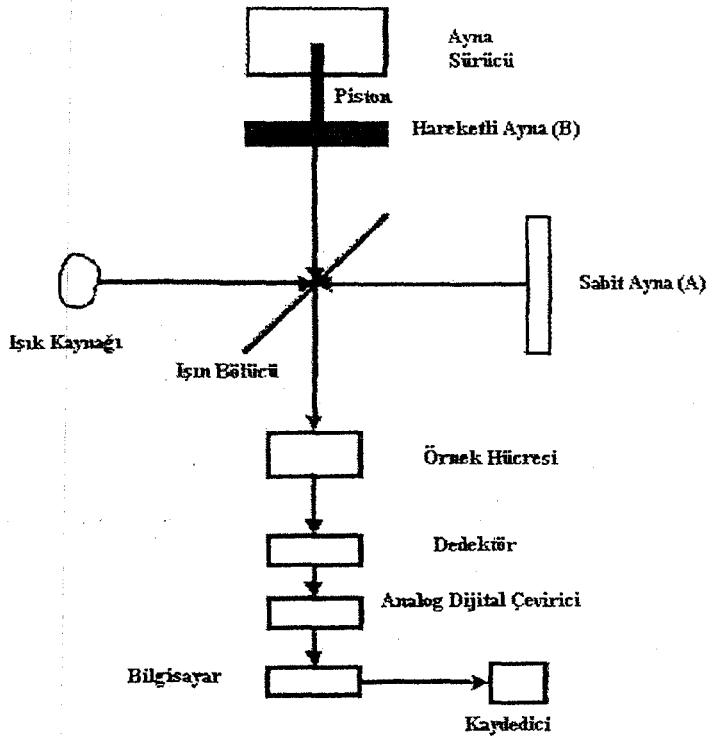 Ayna
Sürücü
Piston
Hareketli Ayna (B)
Sabit Ayna (A)
Işık Kaynağı
Işın Bölücü
Örnek Hücresi
Dedektör
Analog Dijital Çevirici
Bilgisayar
Kaydedici